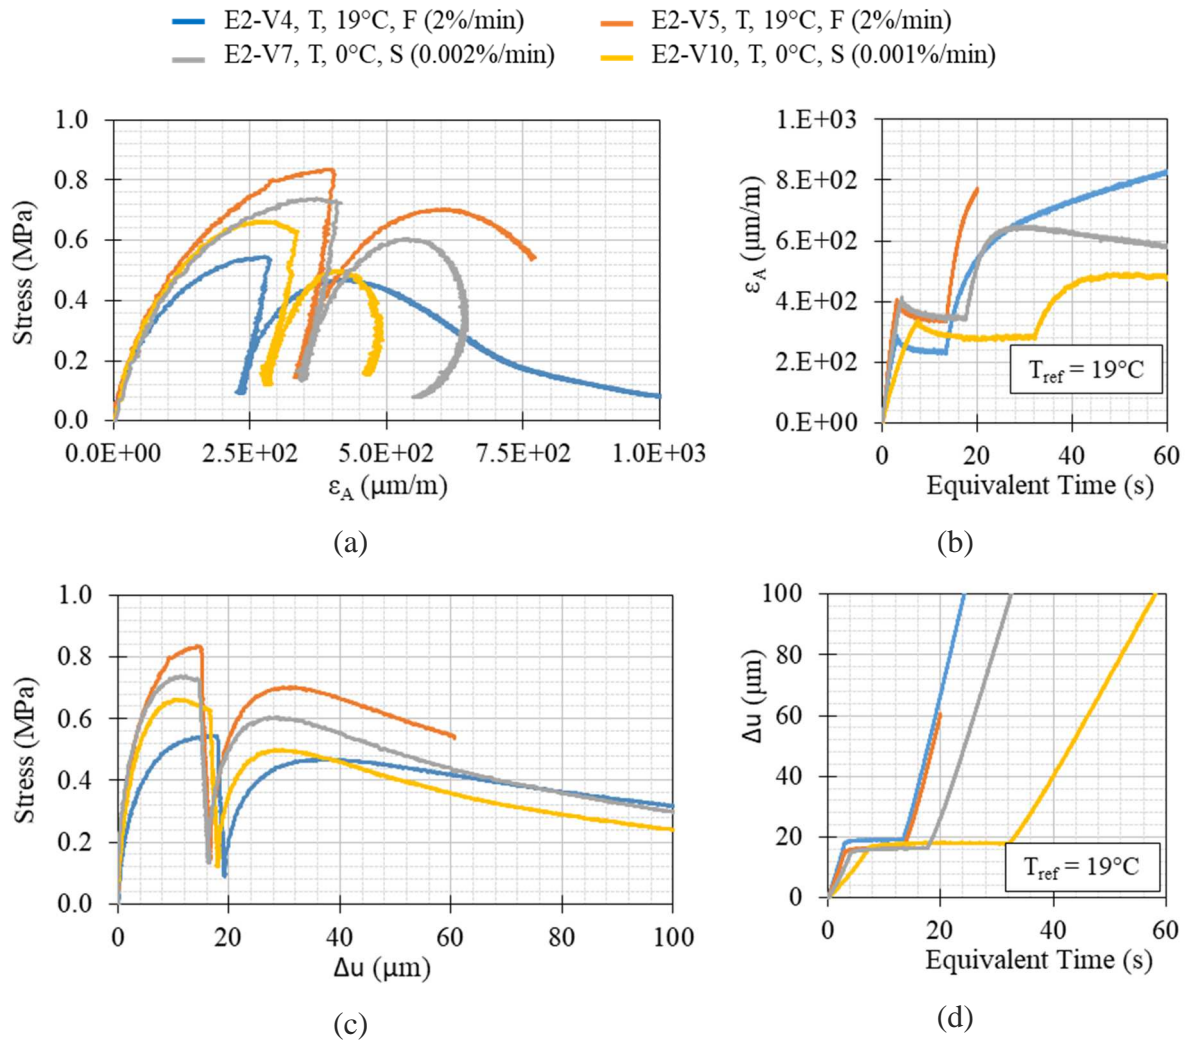 E2-V4, T, 19°C, F (2%/min) E2-V5, T, 19°C, F (2%/min)
E2-V7, T, 0°C, S (0.002%/min) E2-V10, T, 0°C, S (0.001%/min)
Stress (MPa)
1.0
0.8
0.6
0.4
0.2
0.0
0.0E+00 2.5E+02 5.0E+02 7.5E+02 1.0E+03
εA (μm/m)
(a)
εA (μm/m)
1.E+03
8.E+02
6.E+02
4.E+02
2.E+02
0.E+00
Tref = 19°C
0 20 40 60
Equivalent Time (s)
(b)
Stress (MPa)
1.0
0.8
0.6
0.4
0.2
0.0
0 20 40 60 80 100
Δu (μm)
(c)
Δu (μm)
100
80
60
40
20
0
Tref = 19°C
0 20 40 60
Equivalent Time (s)
(d)